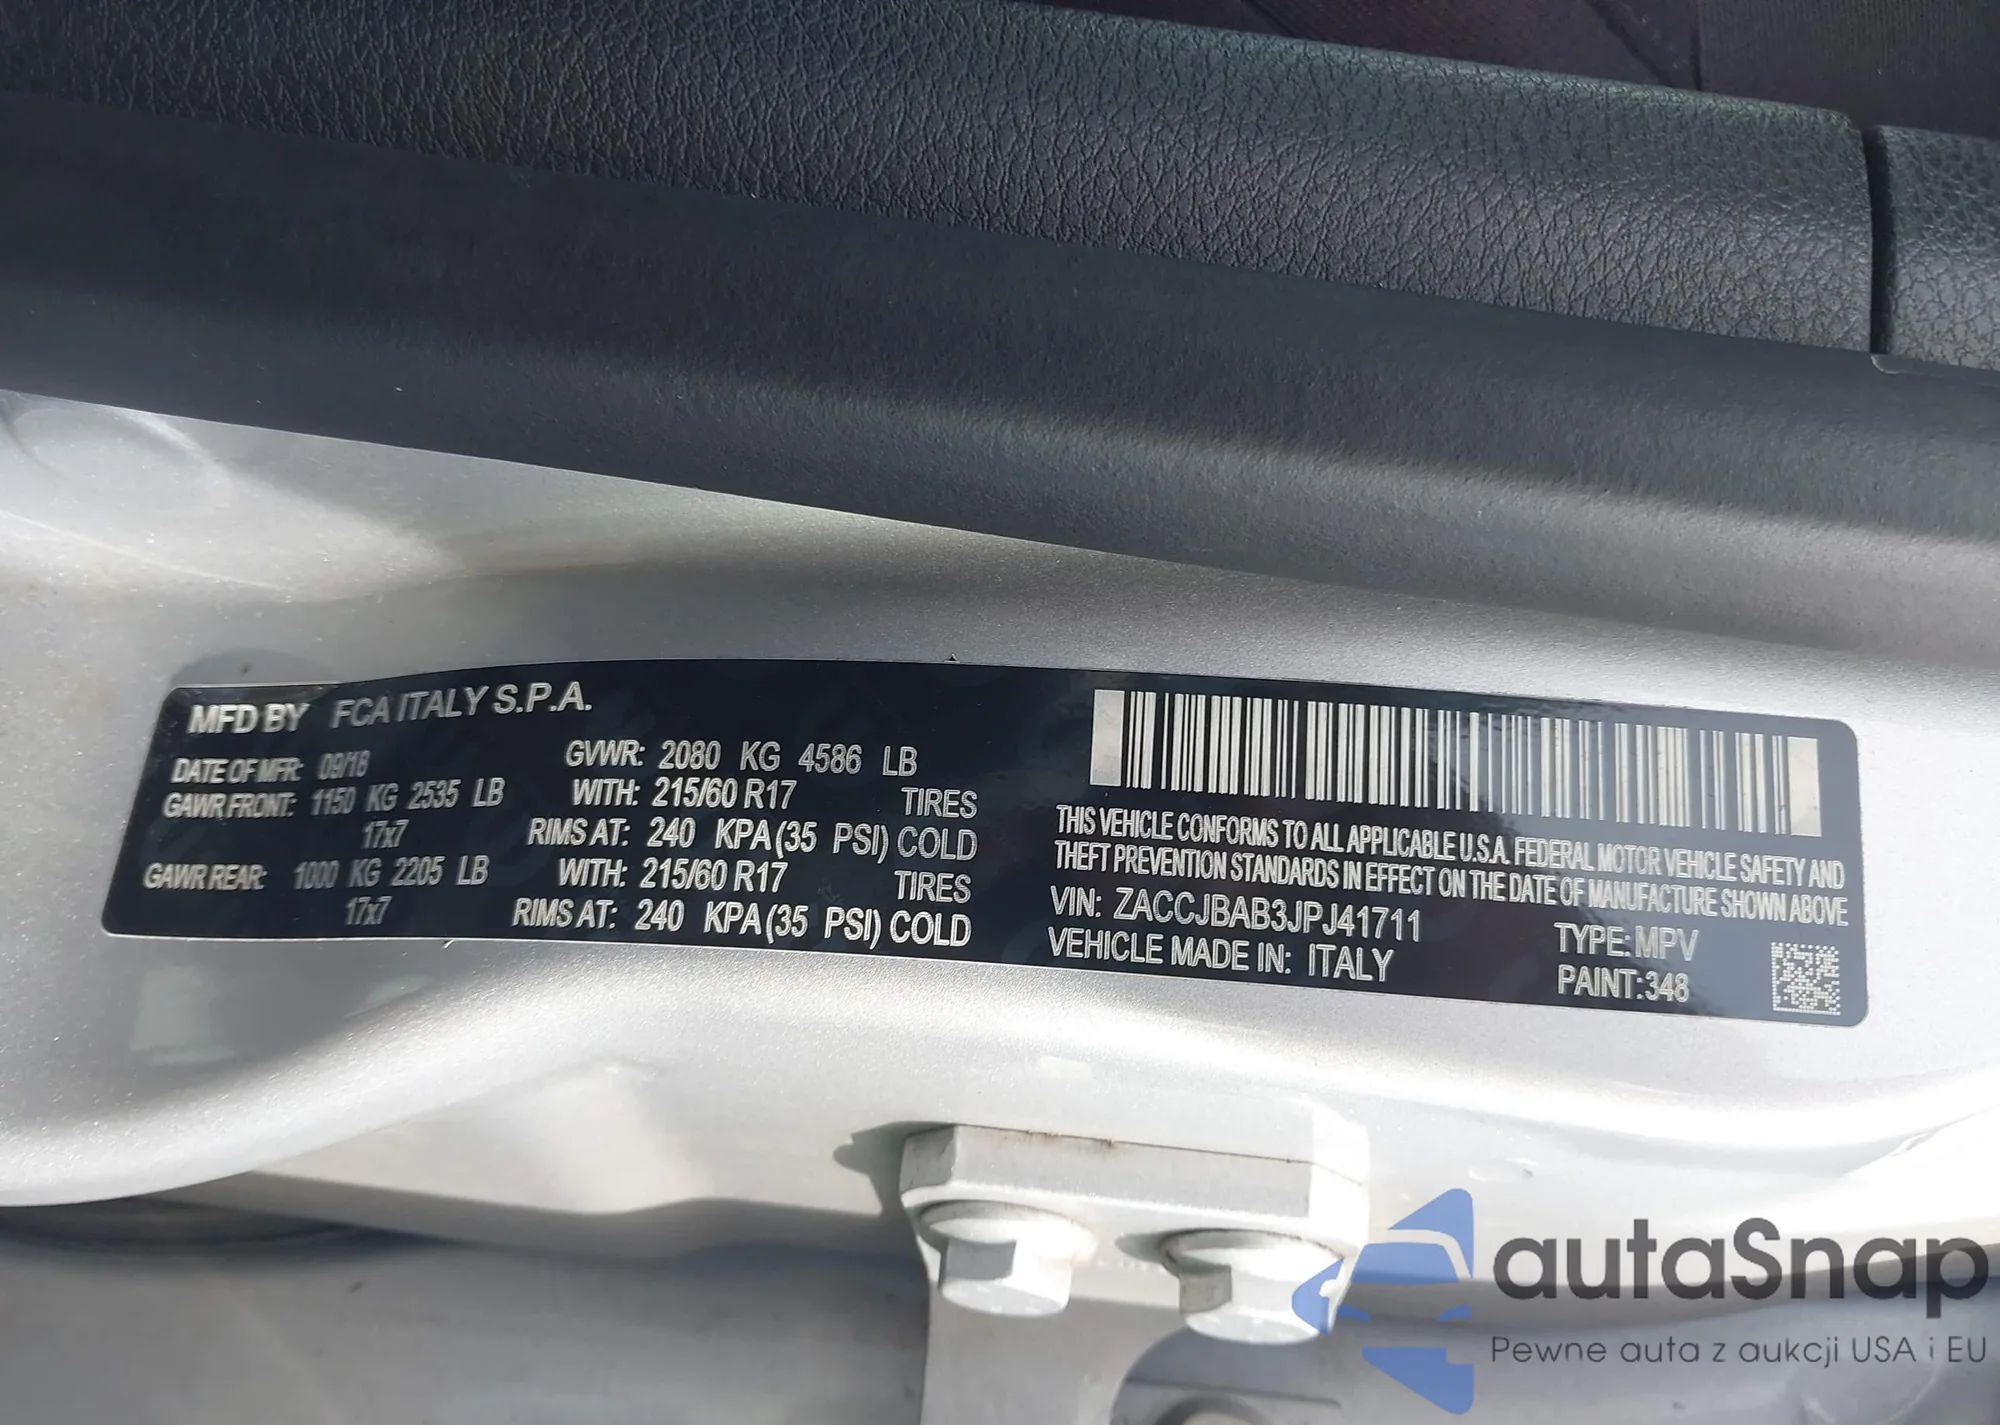 MFD BY FCA ITALY S.P.A.
DATE OF MFR: 09/18 GVWR: 2080 KG 4586 LB
GAWR FRONT: 1150 KG 2535 LB WITH: 215/60 R17 TIRES
17x7 RIMS AT: 240 KPA (35 PSI) COLD
GAWR REAR: 1000 KG 2205 LB WITH: 215/60 R17 TIRES
17x7 RIMS AT: 240 KPA (35 PSI) COLD
THIS VEHICLE CONFORMS TO ALL APPLICABLE U.S.A. FEDERAL MOTOR VEHICLE SAFETY AND
THEFT PREVENTION STANDARDS IN EFFECT ON THE DATE OF MANUFACTURE SHOWN ABOVE
VIN: ZACCJBAB3JPJ41711 TYPE: MPV
VEHICLE MADE IN: ITALY PAINT: 348
autaSnap
Pewne auta z aukcji USA i EU